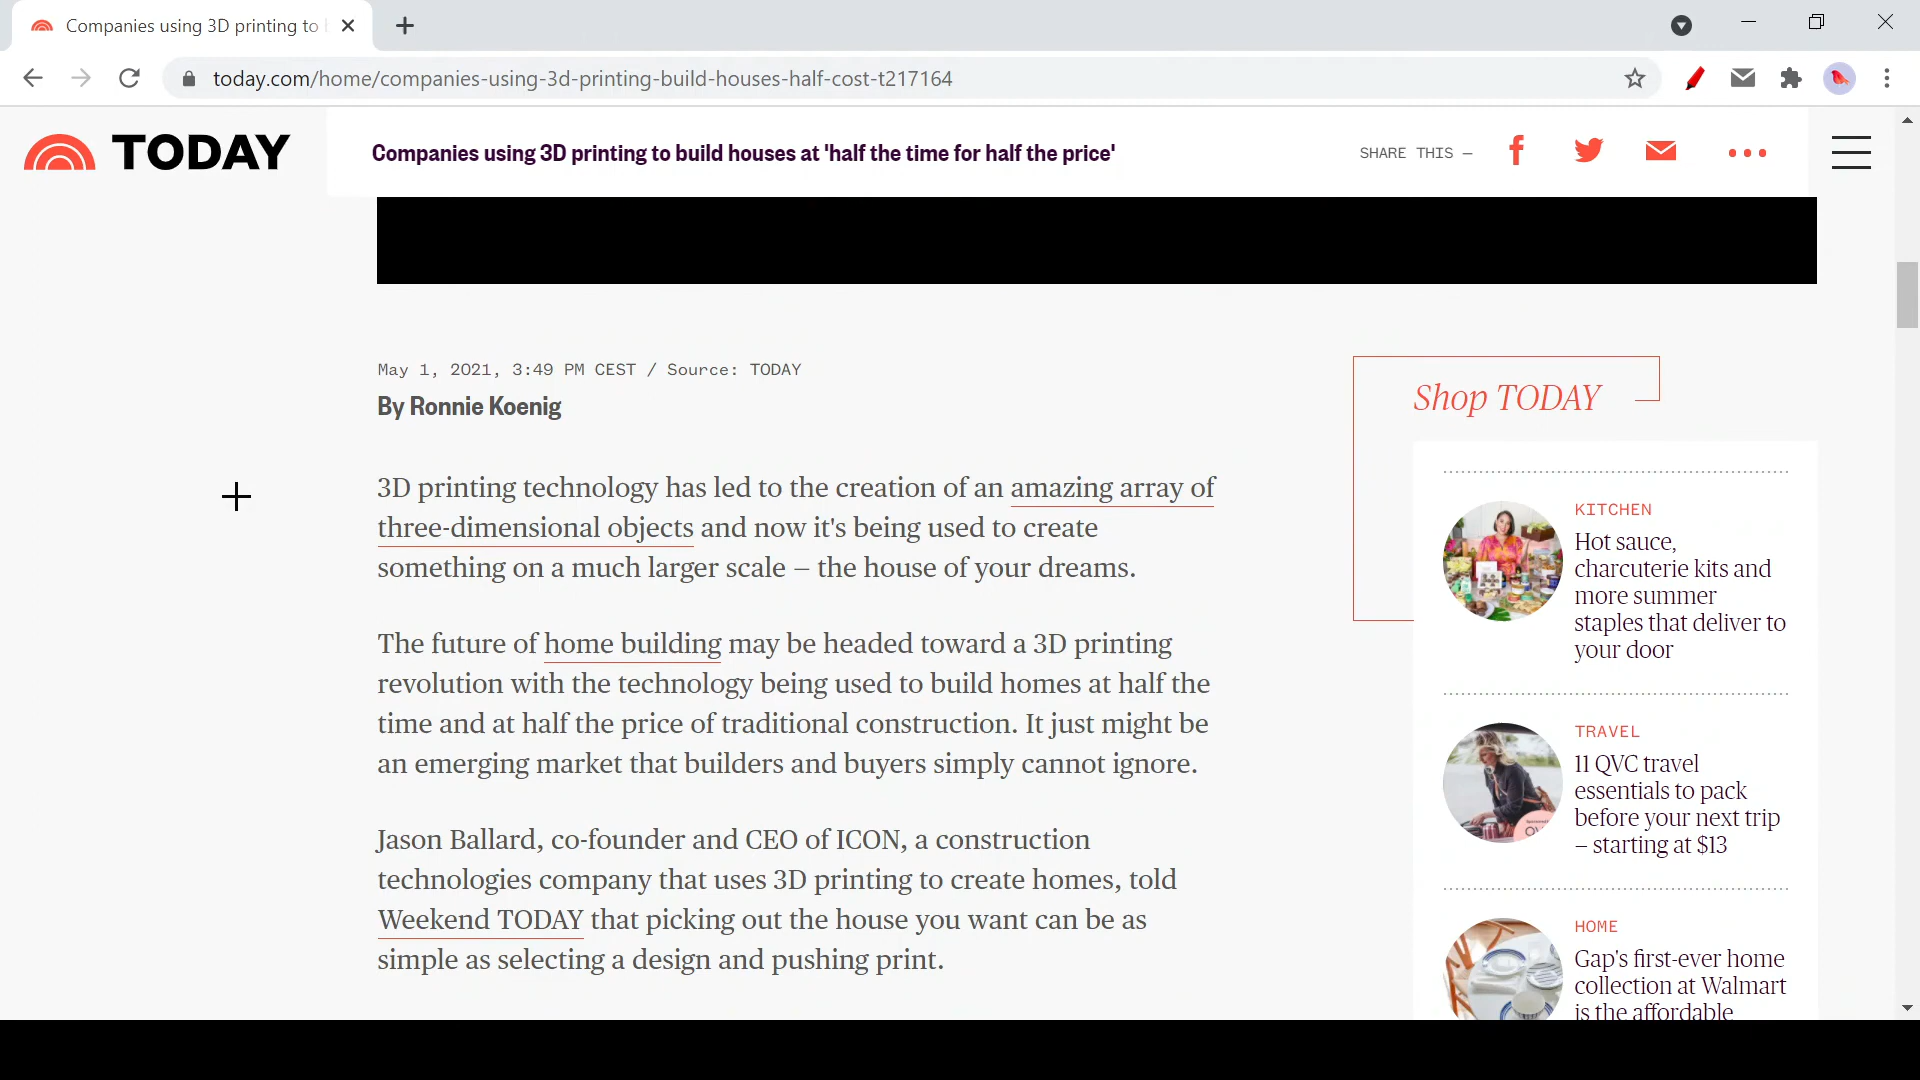 Companies using 3D printing to
today.com/home/companies-using-3d-printing-build-houses-half-cost-t217164
TODAY
Companies using 3D printing to build houses at 'half the time for half the price'
SHARE THIS —
May 1, 2021, 3:49 PM CEST / Source: TODAY
By Ronnie Koenig
3D printing technology has led to the creation of an amazing array of
three-dimensional objects and now it's being used to create
something on a much larger scale — the house of your dreams.
The future of home building may be headed toward a 3D printing
revolution with the technology being used to build homes at half the
time and at half the price of traditional construction. It just might be
an emerging market that builders and buyers simply cannot ignore.
Jason Ballard, co-founder and CEO of ICON, a construction
technologies company that uses 3D printing to create homes, told
Weekend TODAY that picking out the house you want can be as
simple as selecting a design and pushing print.
Shop TODAY
KITCHEN
Hot sauce,
charcuterie kits and
more summer
staples that deliver to
your door
TRAVEL
11 QVC travel
essentials to pack
before your next trip
— starting at $13
HOME
Gap's first-ever home
collection at Walmart
is the affordable